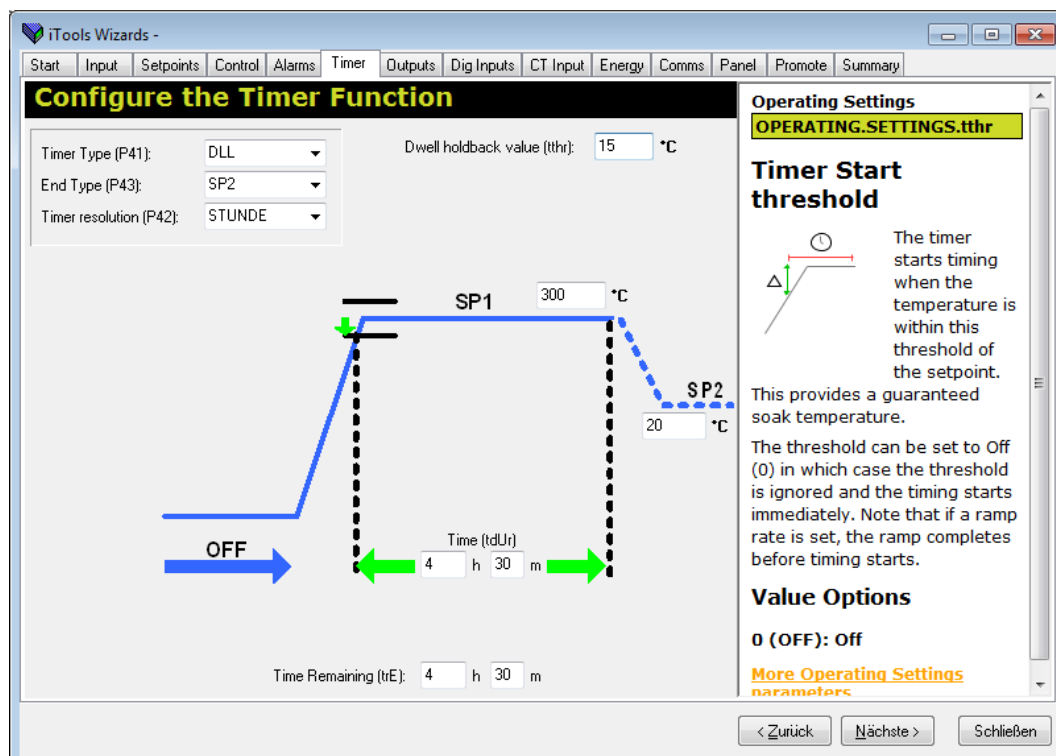 iTools Wizards -
Start Input Setpoints Control Alarms Timer Outputs Dig Inputs CT Input Energy Comms Panel Promote Summary
Configure the Timer Function
Timer Type (P41): DLL
End Type (P43): SP2
Timer resolution (P42): STUNDE
Dwell holdback value (tthr): 15 °C
SP1 300 °C
SP2
20 °C
OFF
Time (tdUr)
4 h 30 m
Time Remaining (trE): 4 h 30 m
Operating Settings
OPERATING.SETTINGS.tthr
Timer Start
threshold
Δ
The timer
starts timing
when the
temperature is
within this
threshold of
the setpoint.
This provides a guaranteed
soak temperature.
The threshold can be set to Off
(0) in which case the threshold
is ignored and the timing starts
immediately. Note that if a ramp
rate is set, the ramp completes
before timing starts.
Value Options
0 (OFF): Off
More Operating Settings
parameters
< Zurück Nächste > Schließen